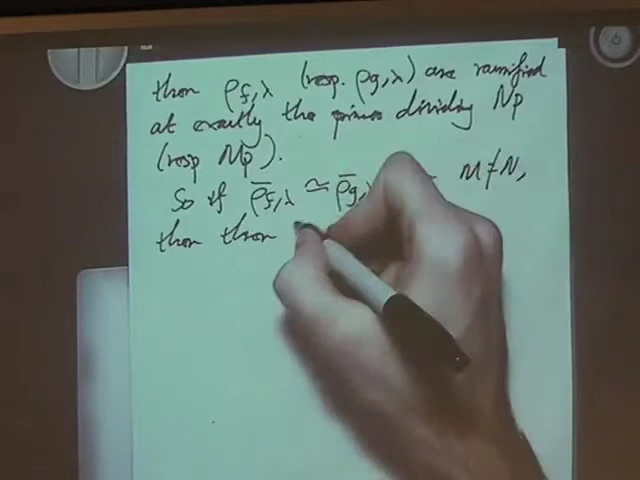 then ρf,λ (resp. ρg,λ) are ramified
at exactly the primes dividing Np
(resp Mp).
So if ρ̄f,λ ≃ ρ̄g,λ M≠N,
then then